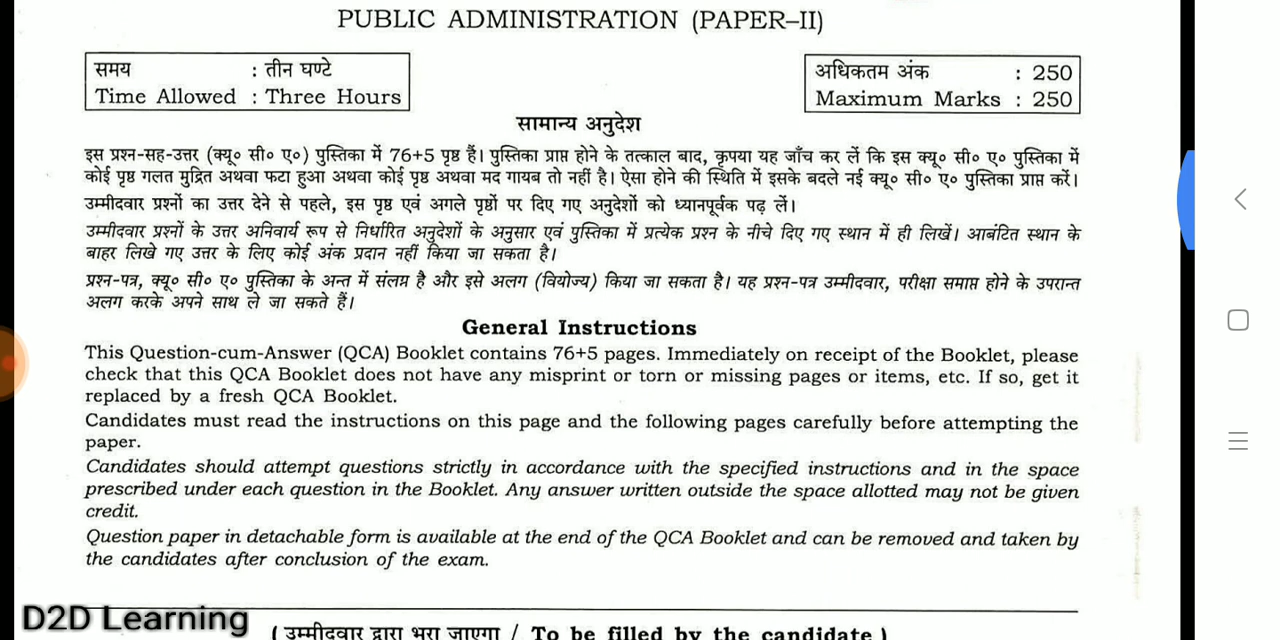 PUBLIC ADMINISTRATION (PAPER–II)
समय : तीन घण्टे
Time Allowed : Three Hours
अधिकतम अंक : 250
Maximum Marks : 250
सामान्य अनुदेश
इस प्रश्न-सह-उत्तर (क्यू० सी० ए०) पुस्तिका में 76+5 पृष्ठ हैं। पुस्तिका प्राप्त होने के तत्काल बाद, कृपया यह जाँच कर लें कि इस क्यू० सी० ए० पुस्तिका में
कोई पृष्ठ गलत मुद्रित अथवा फटा हुआ अथवा कोई पृष्ठ अथवा मद गायब तो नहीं है। ऐसा होने की स्थिति में इसके बदले नई क्यू० सी० ए० पुस्तिका प्राप्त करें।
उम्मीदवार प्रश्नों का उत्तर देने से पहले, इस पृष्ठ एवं अगले पृष्ठों पर दिए गए अनुदेशों को ध्यानपूर्वक पढ़ लें।
उम्मीदवार प्रश्नों के उत्तर अनिवार्य रूप से निर्धारित अनुदेशों के अनुसार एवं पुस्तिका में प्रत्येक प्रश्न के नीचे दिए गए स्थान में ही लिखें। आबंटित स्थान के
बाहर लिखे गए उत्तर के लिए कोई अंक प्रदान नहीं किया जा सकता है।
प्रश्न-पत्र, क्यू० सी० ए० पुस्तिका के अन्त में संलग्न है और इसे अलग (वियोज्य) किया जा सकता है। यह प्रश्न-पत्र उम्मीदवार, परीक्षा समाप्त होने के उपरान्त
अलग करके अपने साथ ले जा सकते हैं।
General Instructions
This Question-cum-Answer (QCA) Booklet contains 76+5 pages. Immediately on receipt of the Booklet, please
check that this QCA Booklet does not have any misprint or torn or missing pages or items, etc. If so, get it
replaced by a fresh QCA Booklet.
Candidates must read the instructions on this page and the following pages carefully before attempting the
paper.
Candidates should attempt questions strictly in accordance with the specified instructions and in the space
prescribed under each question in the Booklet. Any answer written outside the space allotted may not be given
credit.
Question paper in detachable form is available at the end of the QCA Booklet and can be removed and taken by
the candidates after conclusion of the exam.
D2D Learning
( उम्मीदवार द्वारा भरा जाएगा / To be filled by the candidate )